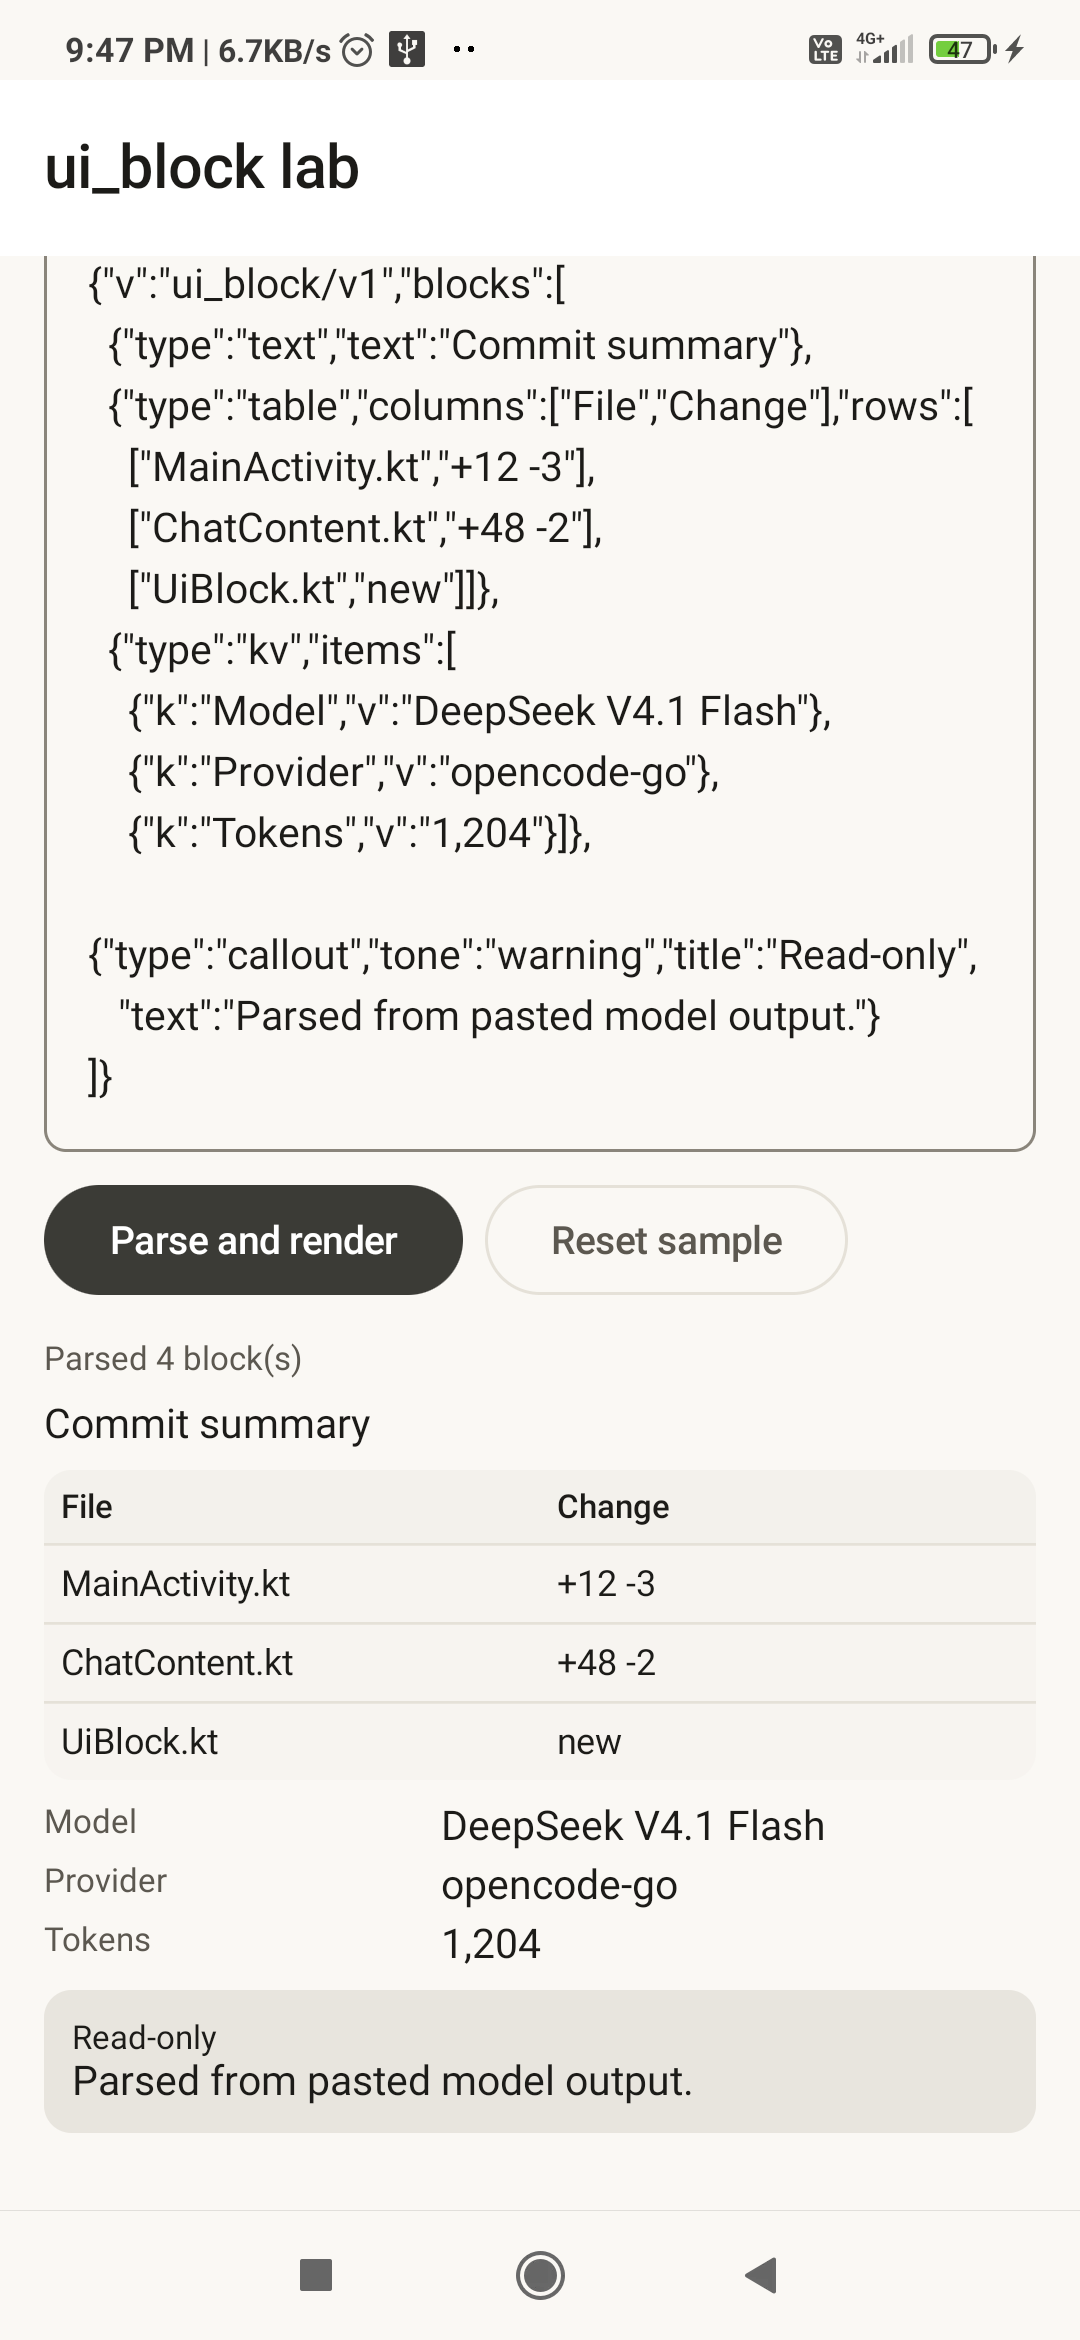 9:47 PM | 6.7KB/s
Vo LTE 4G+ 47
ui_block lab
{"v":"ui_block/v1","blocks":[
{"type":"text","text":"Commit summary"},
{"type":"table","columns":["File","Change"],"rows":[
["MainActivity.kt","+12 -3"],
["ChatContent.kt","+48 -2"],
["UiBlock.kt","new"]]},
{"type":"kv","items":[
{"k":"Model","v":"DeepSeek V4.1 Flash"},
{"k":"Provider","v":"opencode-go"},
{"k":"Tokens","v":"1,204"}]},
{"type":"callout","tone":"warning","title":"Read-only",
"text":"Parsed from pasted model output."}
]}
Parse and render
Reset sample
Parsed 4 block(s)
Commit summary
File Change
MainActivity.kt +12 -3
ChatContent.kt +48 -2
UiBlock.kt new
Model DeepSeek V4.1 Flash
Provider opencode-go
Tokens 1,204
Read-only
Parsed from pasted model output.